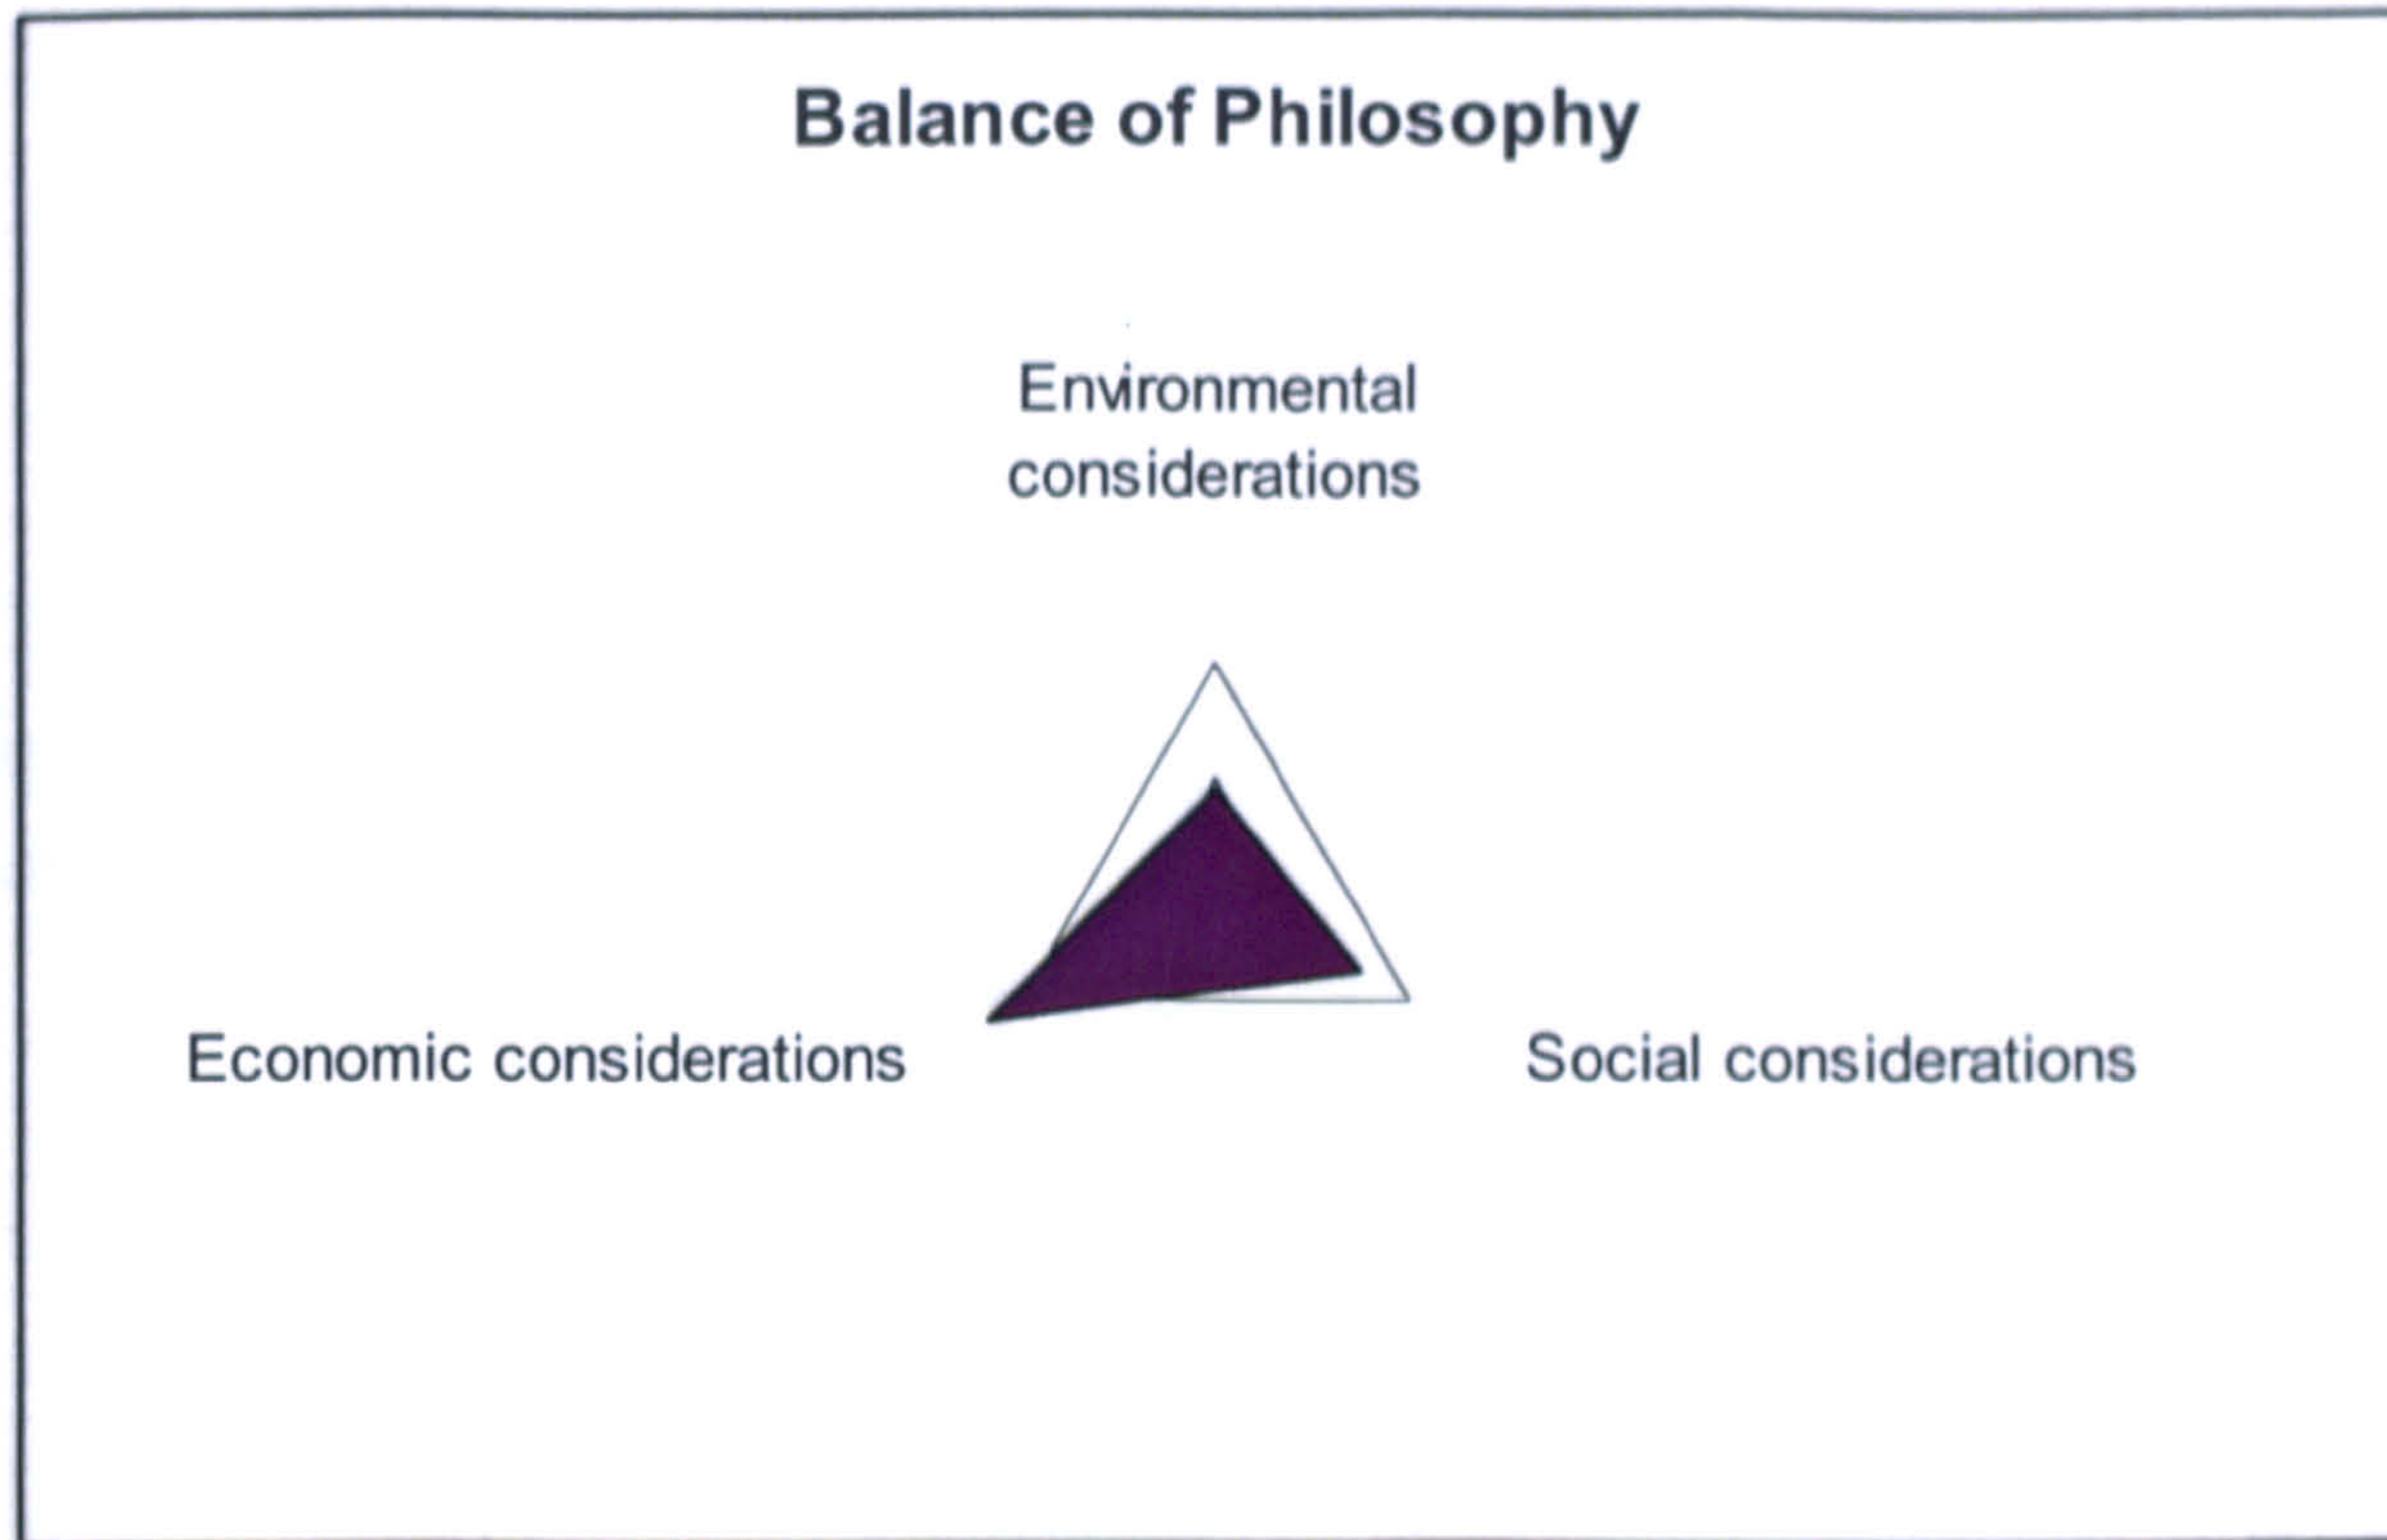 Balance of Philosophy
Environmental
considerations
Economic considerations
Social considerations